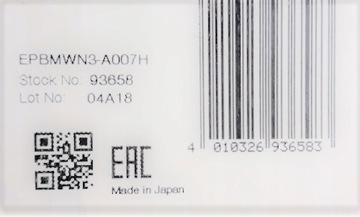 EPBMWN3-A007H
Stock No. 93658
Lot No: 04A18
4 010326 936583
EAC
Made in Japan